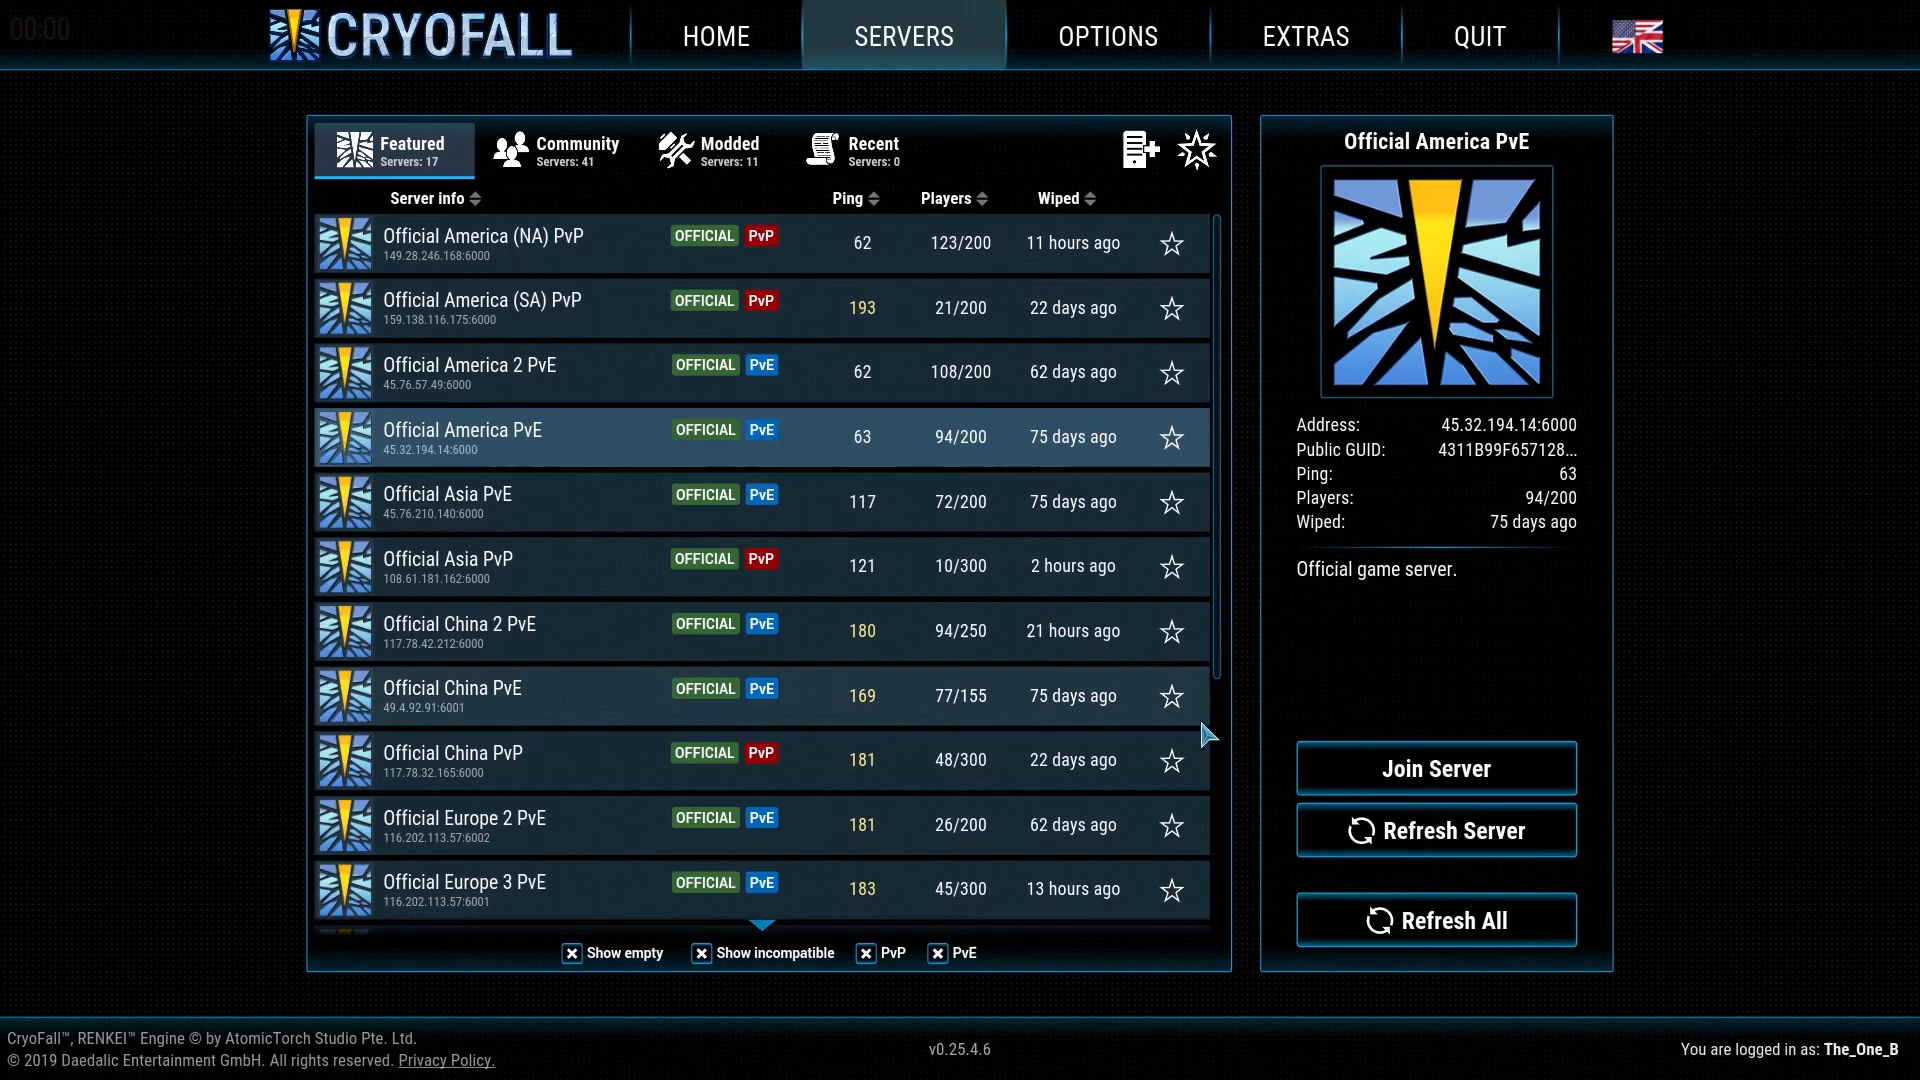 00:00
CRYOFALL
HOME
SERVERS
OPTIONS
EXTRAS
QUIT
Featured
Servers: 17
Community
Servers: 41
Modded
Servers: 11
Recent
Servers: 0
Server info
Ping
Players
Wiped
Official America (NA) PvP
149.28.246.168:6000
OFFICIAL PvP
62
123/200
11 hours ago
Official America (SA) PvP
159.138.116.175:6000
OFFICIAL PvP
193
21/200
22 days ago
Official America 2 PvE
45.76.57.49:6000
OFFICIAL PvE
62
108/200
62 days ago
Official America PvE
45.32.194.14:6000
OFFICIAL PvE
63
94/200
75 days ago
Official Asia PvE
45.76.210.140:6000
OFFICIAL PvE
117
72/200
75 days ago
Official Asia PvP
108.61.181.162:6000
OFFICIAL PvP
121
10/300
2 hours ago
Official China 2 PvE
117.78.42.212:6000
OFFICIAL PvE
180
94/250
21 hours ago
Official China PvE
49.4.92.91:6001
OFFICIAL PvE
169
77/155
75 days ago
Official China PvP
117.78.32.165:6000
OFFICIAL PvP
181
48/300
22 days ago
Official Europe 2 PvE
116.202.113.57:6002
OFFICIAL PvE
181
26/200
62 days ago
Official Europe 3 PvE
116.202.113.57:6001
OFFICIAL PvE
183
45/300
13 hours ago
Show empty
Show incompatible
PvP
PvE
Official America PvE
Address: 45.32.194.14:6000
Public GUID: 4311B99F657128...
Ping: 63
Players: 94/200
Wiped: 75 days ago
Official game server.
Join Server
Refresh Server
Refresh All
CryoFall™, RENKEI™ Engine © by AtomicTorch Studio Pte. Ltd.
© 2019 Daedalic Entertainment GmbH. All rights reserved. Privacy Policy.
v0.25.4.6
You are logged in as: The_One_B